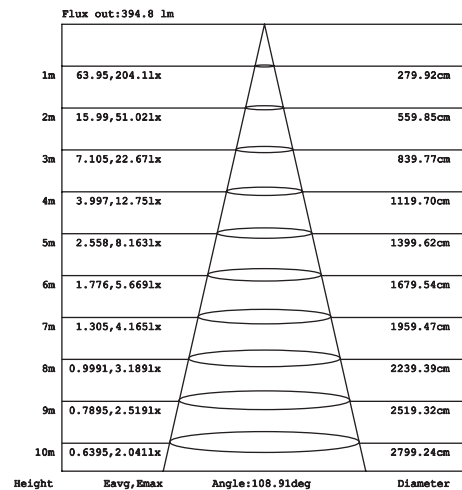 Flux out:394.8 lm
1m 63.95,204.1lx 279.92cm
2m 15.99,51.02lx 559.85cm
3m 7.105,22.67lx 839.77cm
4m 3.997,12.75lx 1119.70cm
5m 2.558,8.163lx 1399.62cm
6m 1.776,5.669lx 1679.54cm
7m 1.305,4.165lx 1959.47cm
8m 0.9991,3.189lx 2239.39cm
9m 0.7895,2.519lx 2519.32cm
10m 0.6395,2.041lx 2799.24cm
Height Eavg,Emax Angle:108.91deg Diameter